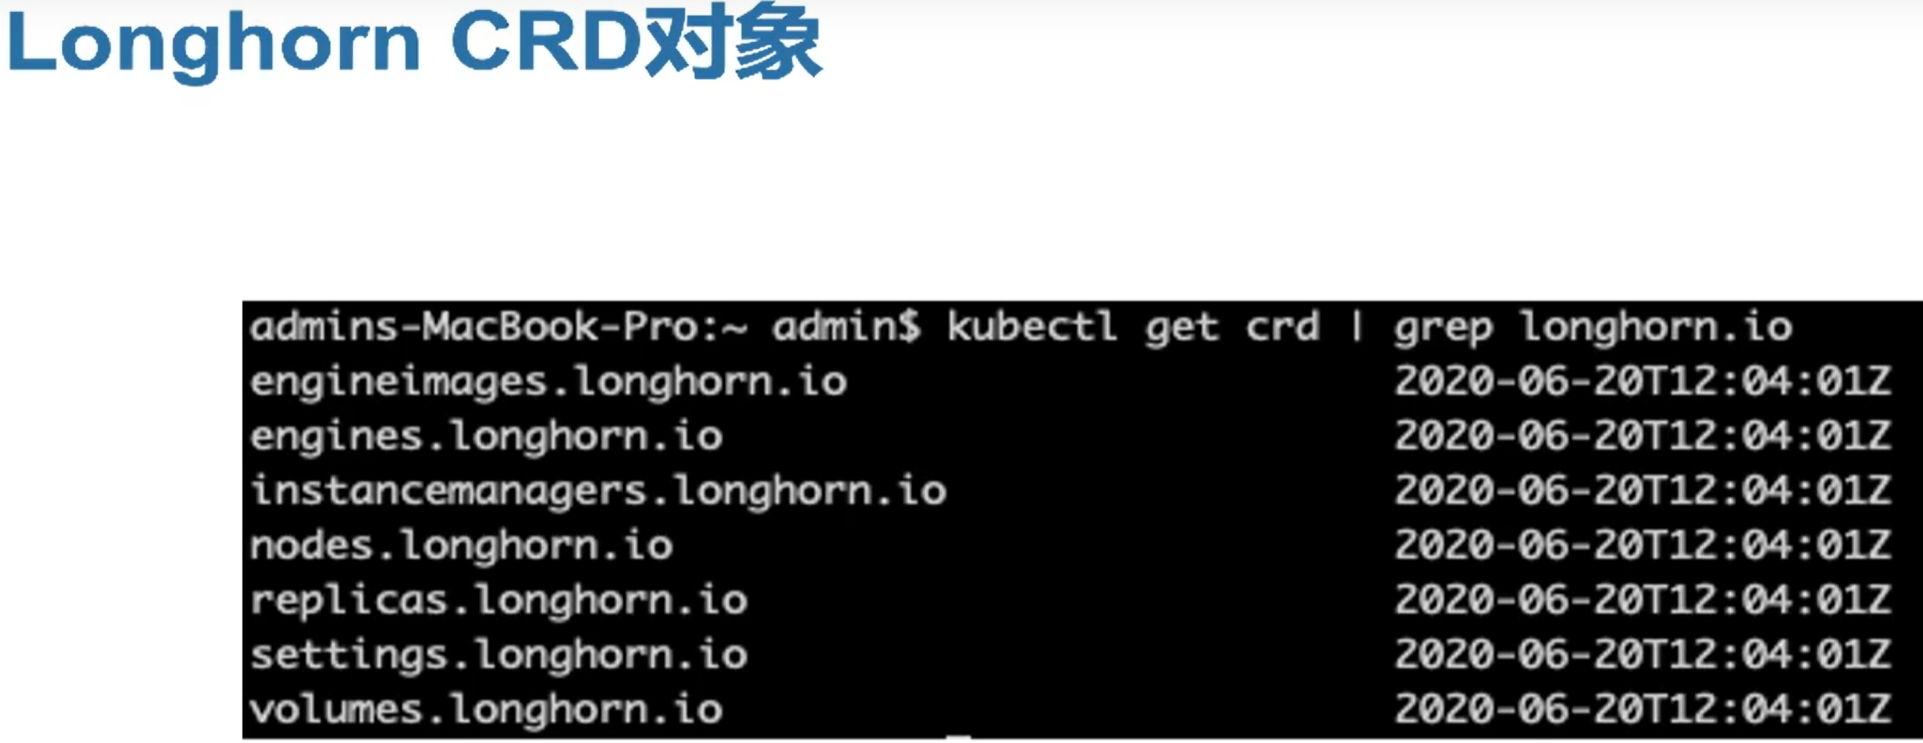 Longhorn CRD对象
admins-MacBook-Pro:~ admin$ kubectl get crd | grep longhorn.io
engineimages.longhorn.io 2020-06-20T12:04:01Z
engines.longhorn.io 2020-06-20T12:04:01Z
instancemanagers.longhorn.io 2020-06-20T12:04:01Z
nodes.longhorn.io 2020-06-20T12:04:01Z
replicas.longhorn.io 2020-06-20T12:04:01Z
settings.longhorn.io 2020-06-20T12:04:01Z
volumes.longhorn.io 2020-06-20T12:04:01Z